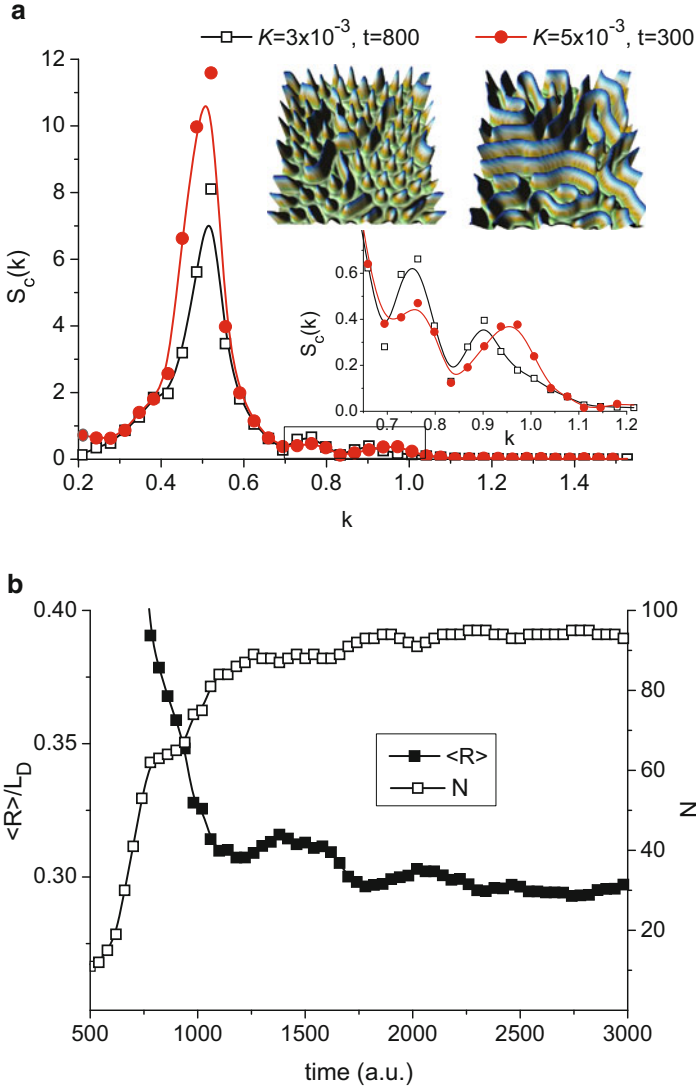 a
K=3x10⁻³, t=800
K=5x10⁻³, t=300
12
10
8
6
4
2
0
S_c(k)
0.2 0.4 0.6 0.8 1.0 1.2 1.4
k
0.6
0.4
0.2
0.0
S_c(k)
0.7 0.8 0.9 1.0 1.1 1.2
k
b
0.40
0.35
0.30
<R>/L_D
100
80
60
40
20
N
<R>
N
500 1000 1500 2000 2500 3000
time (a.u.)